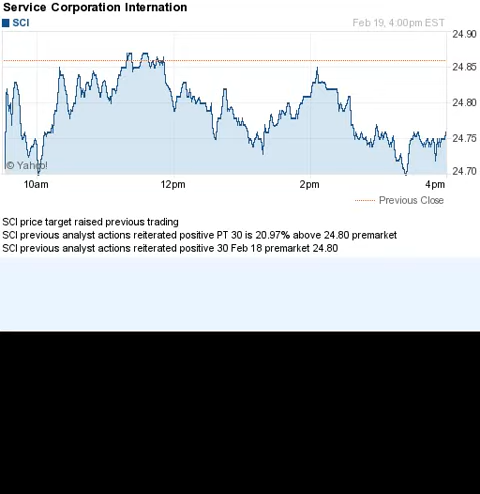 Service Corporation Internation
SCI
Feb 19, 4:00pm EST
24.90
24.85
24.80
24.75
24.70
© Yahoo!
10am
12pm
2pm
4pm
Previous Close
SCI price target raised previous trading
SCI previous analyst actions reiterated positive PT 30 is 20.97% above 24.80 premarket
SCI previous analyst actions reiterated positive 30 Feb 18 premarket 24.80